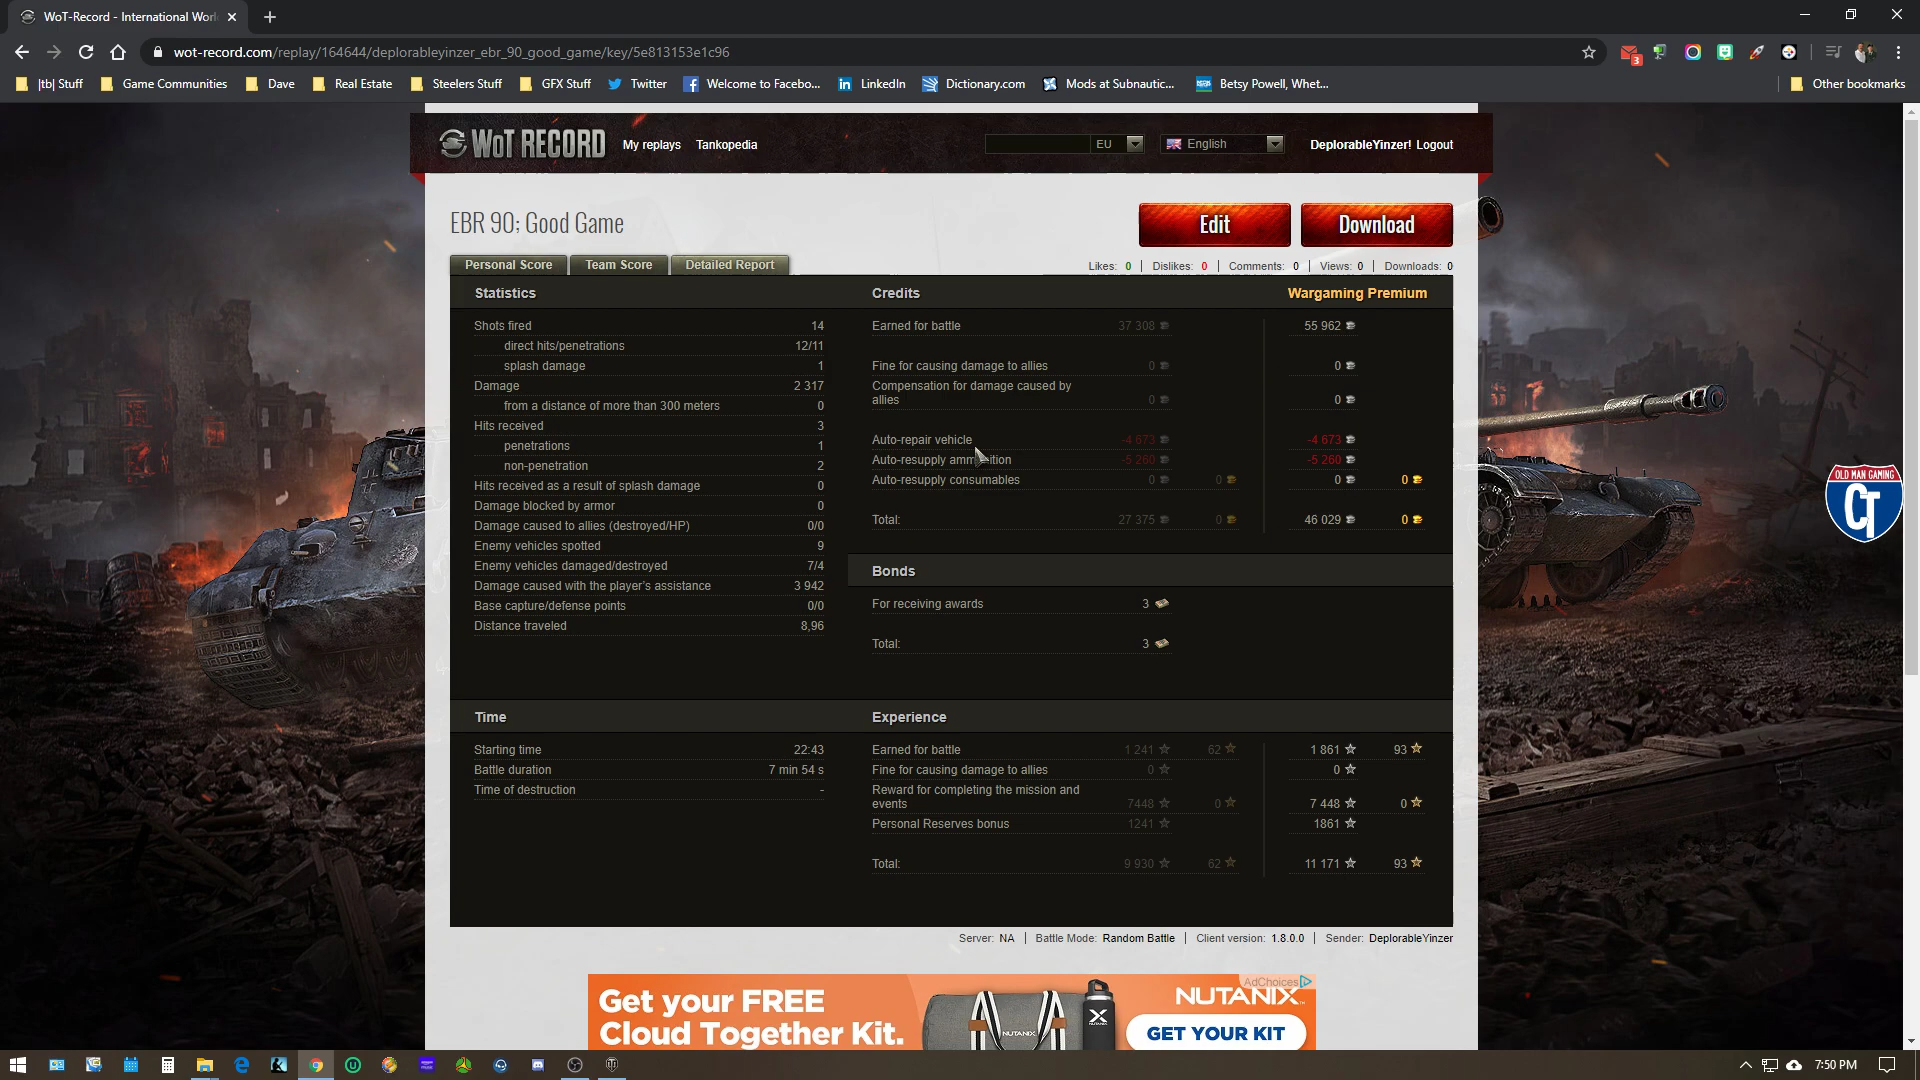 WoT-Record - International Worl
wot-record.com/replay/164644/deplorableyinzer_ebr_90_good_game/key/5e813153e1c96
3
|tb| Stuff Game Communities Dave Real Estate Steelers Stuff GFX Stuff Twitter Welcome to Facebo... LinkedIn Dictionary.com Mods at Subnautic... Betsy Powell, Whet... Other bookmarks
WoT RECORD My replays Tankopedia EU English DeplorableYinzer! Logout
EBR 90; Good Game Edit Download
Personal Score Team Score Detailed Report Likes: 0 | Dislikes: 0 | Comments: 0 | Views: 0 | Downloads: 0
Statistics Credits Wargaming Premium
Shots fired 14 Earned for battle 37 308 55 962
direct hits/penetrations 12/11
splash damage 1 Fine for causing damage to allies 0 0
Damage 2 317 Compensation for damage caused by
allies 0 0
from a distance of more than 300 meters 0
Hits received 3
penetrations 1 Auto-repair vehicle -4 673 -4 673
non-penetration 2 Auto-resupply ammunition -5 260 -5 260
Hits received as a result of splash damage 0 Auto-resupply consumables 0 0 0 0
Damage blocked by armor 0
Damage caused to allies (destroyed/HP) 0/0 Total: 27 375 0 46 029 0
Enemy vehicles spotted 9
Enemy vehicles damaged/destroyed 7/4 Bonds
Damage caused with the player's assistance 3 942
Base capture/defense points 0/0 For receiving awards 3
Distance traveled 8,96
Total: 3
Time Experience
Starting time 22:43 Earned for battle 1 241 62 1 861 93
Battle duration 7 min 54 s Fine for causing damage to allies 0 0
Time of destruction - Reward for completing the mission and
events 7448 0 7 448 0
Personal Reserves bonus 1241 1861
Total: 9 930 62 11 171 93
Server: NA | Battle Mode: Random Battle | Client version: 1.8.0.0 | Sender: DeplorableYinzer
OLD MAN GAMING
CT
AdChoices
Get your FREE
Cloud Together Kit.
NUTANIX
X
NUTANIX
GET YOUR KIT
7:50 PM